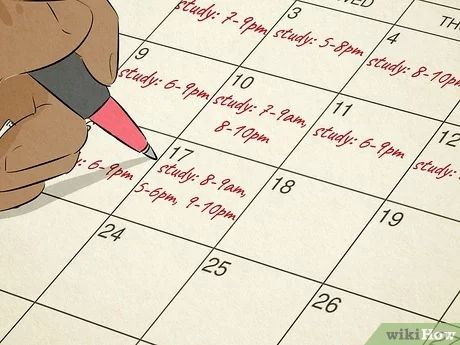 TH
study: 7-9pm
3
study: 5-8pm
4
study: 8-10pm
9
study: 6-9pm
10
study: 7-9am,
8-10pm
11
study: 6-9pm
12
study:
6-9pm
17
study: 8-9am,
5-6pm, 9-10pm
18
19
24
25
26
wikiHow